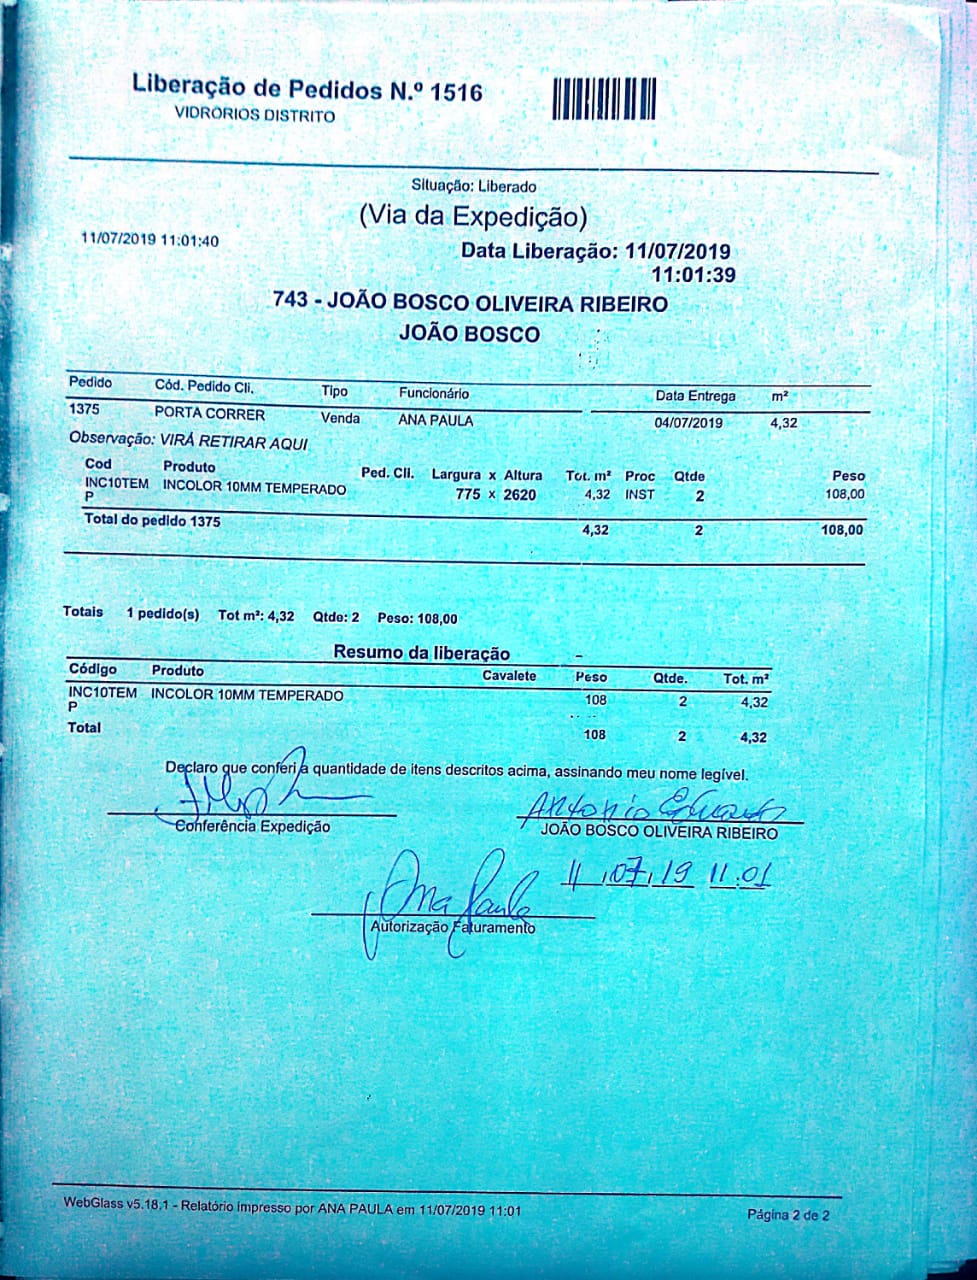 Liberação de Pedidos N.º 1516
VIDRORIOS DISTRITO
Situação: Liberado
(Via da Expedição)
11/07/2019 11:01:40
Data Liberação: 11/07/2019
11:01:39
743 - JOÃO BOSCO OLIVEIRA RIBEIRO
JOÃO BOSCO
Pedido Cód. Pedido Cli. Tipo Funcionário Data Entrega m²
1375 PORTA CORRER Venda ANA PAULA 04/07/2019 4,32
Observação: VIRÁ RETIRAR AQUI
Cod Produto Ped. Cli. Largura x Altura Tot. m² Proc Qtde Peso
INC10TEM INCOLOR 10MM TEMPERADO 775 x 2620 4,32 INST 2 108,00
P
Total do pedido 1375 4,32 2 108,00
Totais 1 pedido(s) Tot m²: 4,32 Qtde: 2 Peso: 108,00
Resumo da liberação
Código Produto Cavalete Peso Qtde. Tot. m²
INC10TEM INCOLOR 10MM TEMPERADO 108 2 4,32
P
Total 108 2 4,32
Declaro que conferi a quantidade de itens descritos acima, assinando meu nome legível.
Antonio Eduardo
Conferência Expedição JOÃO BOSCO OLIVEIRA RIBEIRO
11,07,19 11:01
Ana Paula
Autorização Faturamento
WebGlass v5.18.1 - Relatório impresso por ANA PAULA em 11/07/2019 11:01
Página 2 de 2